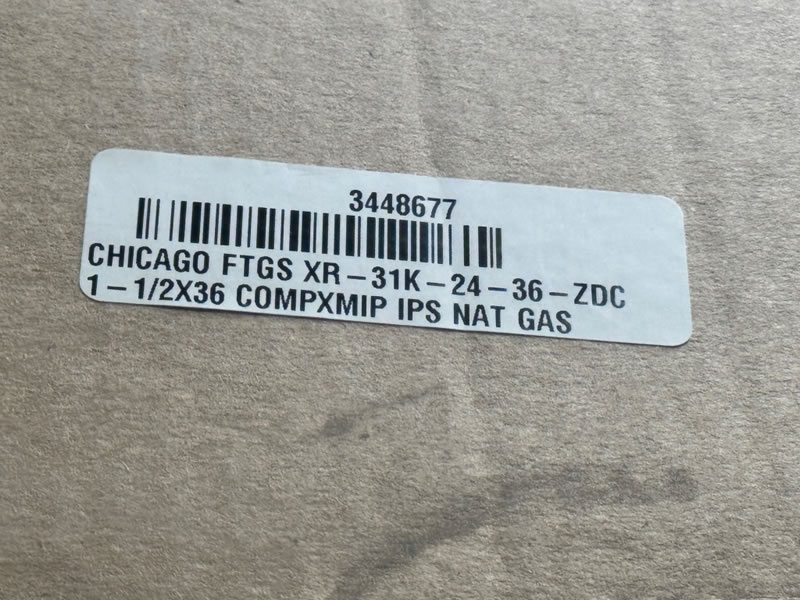 3448677
CHICAGO FTGS XR-31K-24-36-ZDC
1-1/2X36 COMPXMIP IPS NAT GAS